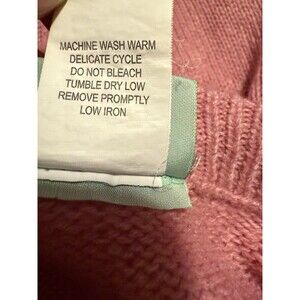 MACHINE WASH WARM
DELICATE CYCLE
DO NOT BLEACH
TUMBLE DRY LOW
REMOVE PROMPTLY
LOW IRON